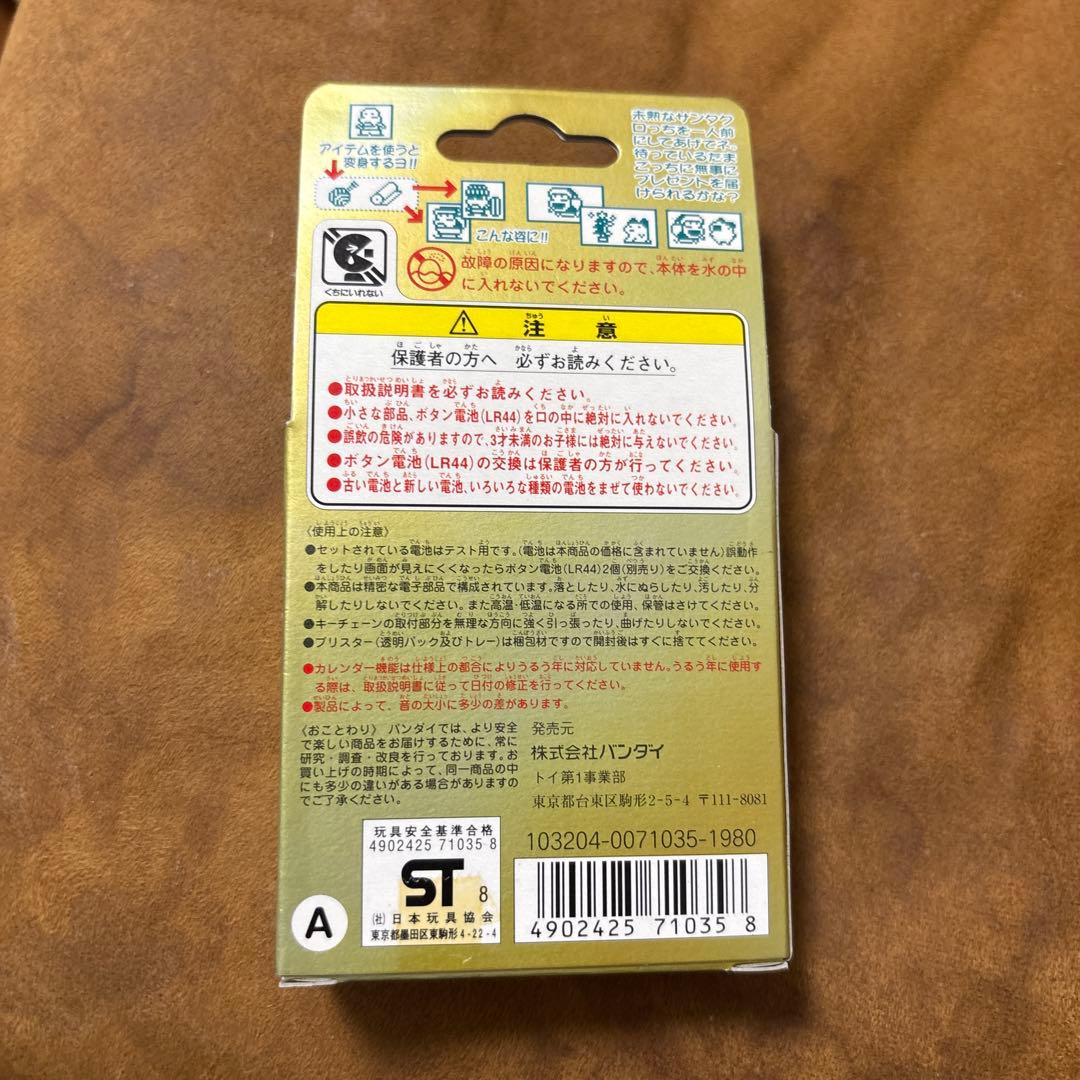 アイテムを使うと
変身するヨ!!
こんな姿に!!
未熟なサンタク
ロっちを一人前
にしてあげてネ。
待っているたま
ごっちに無事に
プレゼントを届
けられるかな?
くちにいれない
故障の原因になりますので、本体を水の中
に入れないでください。
注意
保護者の方へ 必ずお読みください。
●取扱説明書を必ずお読みください。
●小さな部品、ボタン電池(LR44)を口の中に絶対に入れないでください。
●誤飲の危険がありますので、3才未満のお子様には絶対に与えないでください。
●ボタン電池(LR44)の交換は保護者の方が行ってください。
●古い電池と新しい電池、いろいろな種類の電池をまぜて使わないでください。
〈使用上の注意〉
●セットされている電池はテスト用です。(電池は本商品の価格に含まれていません)誤動作
をしたり画面が見えにくくなったらボタン電池(LR44)2個(別売り)をご交換ください。
●本商品は精密な電子部品で構成されています。落としたり、水にぬらしたり、汚したり、分
解したりしないでください。また高温・低温になる所での使用、保管はさけてください。
●キーチェーンの取付部分を無理な方向に強く引っ張ったり、曲げたりしないでください。
●ブリスター(透明パック及びトレー)は梱包材ですので開封後はすぐに捨ててください。
●カレンダー機能は仕様上の都合によりうるう年に対応していません。うるう年に使用す
る際は、取扱説明書に従って日付の修正を行ってください。
●製品によって、音の大小に多少の差があります。
〈おことわり〉バンダイでは、より安全
で楽しい商品をお届けするために、常に
研究・調査・改良を行っております。お
買い上げの時期によって、同一商品の中
にも多少の違いがある場合がありますの
でご了承ください。
発売元
株式会社バンダイ
トイ第1事業部
東京都台東区駒形2-5-4 〒111-8081
玩具安全基準合格
4902425 71035 8
ST 8
(社)日本玩具協会
東京都墨田区東駒形4-22-4
103204-0071035-1980
4902425 71035 8
A